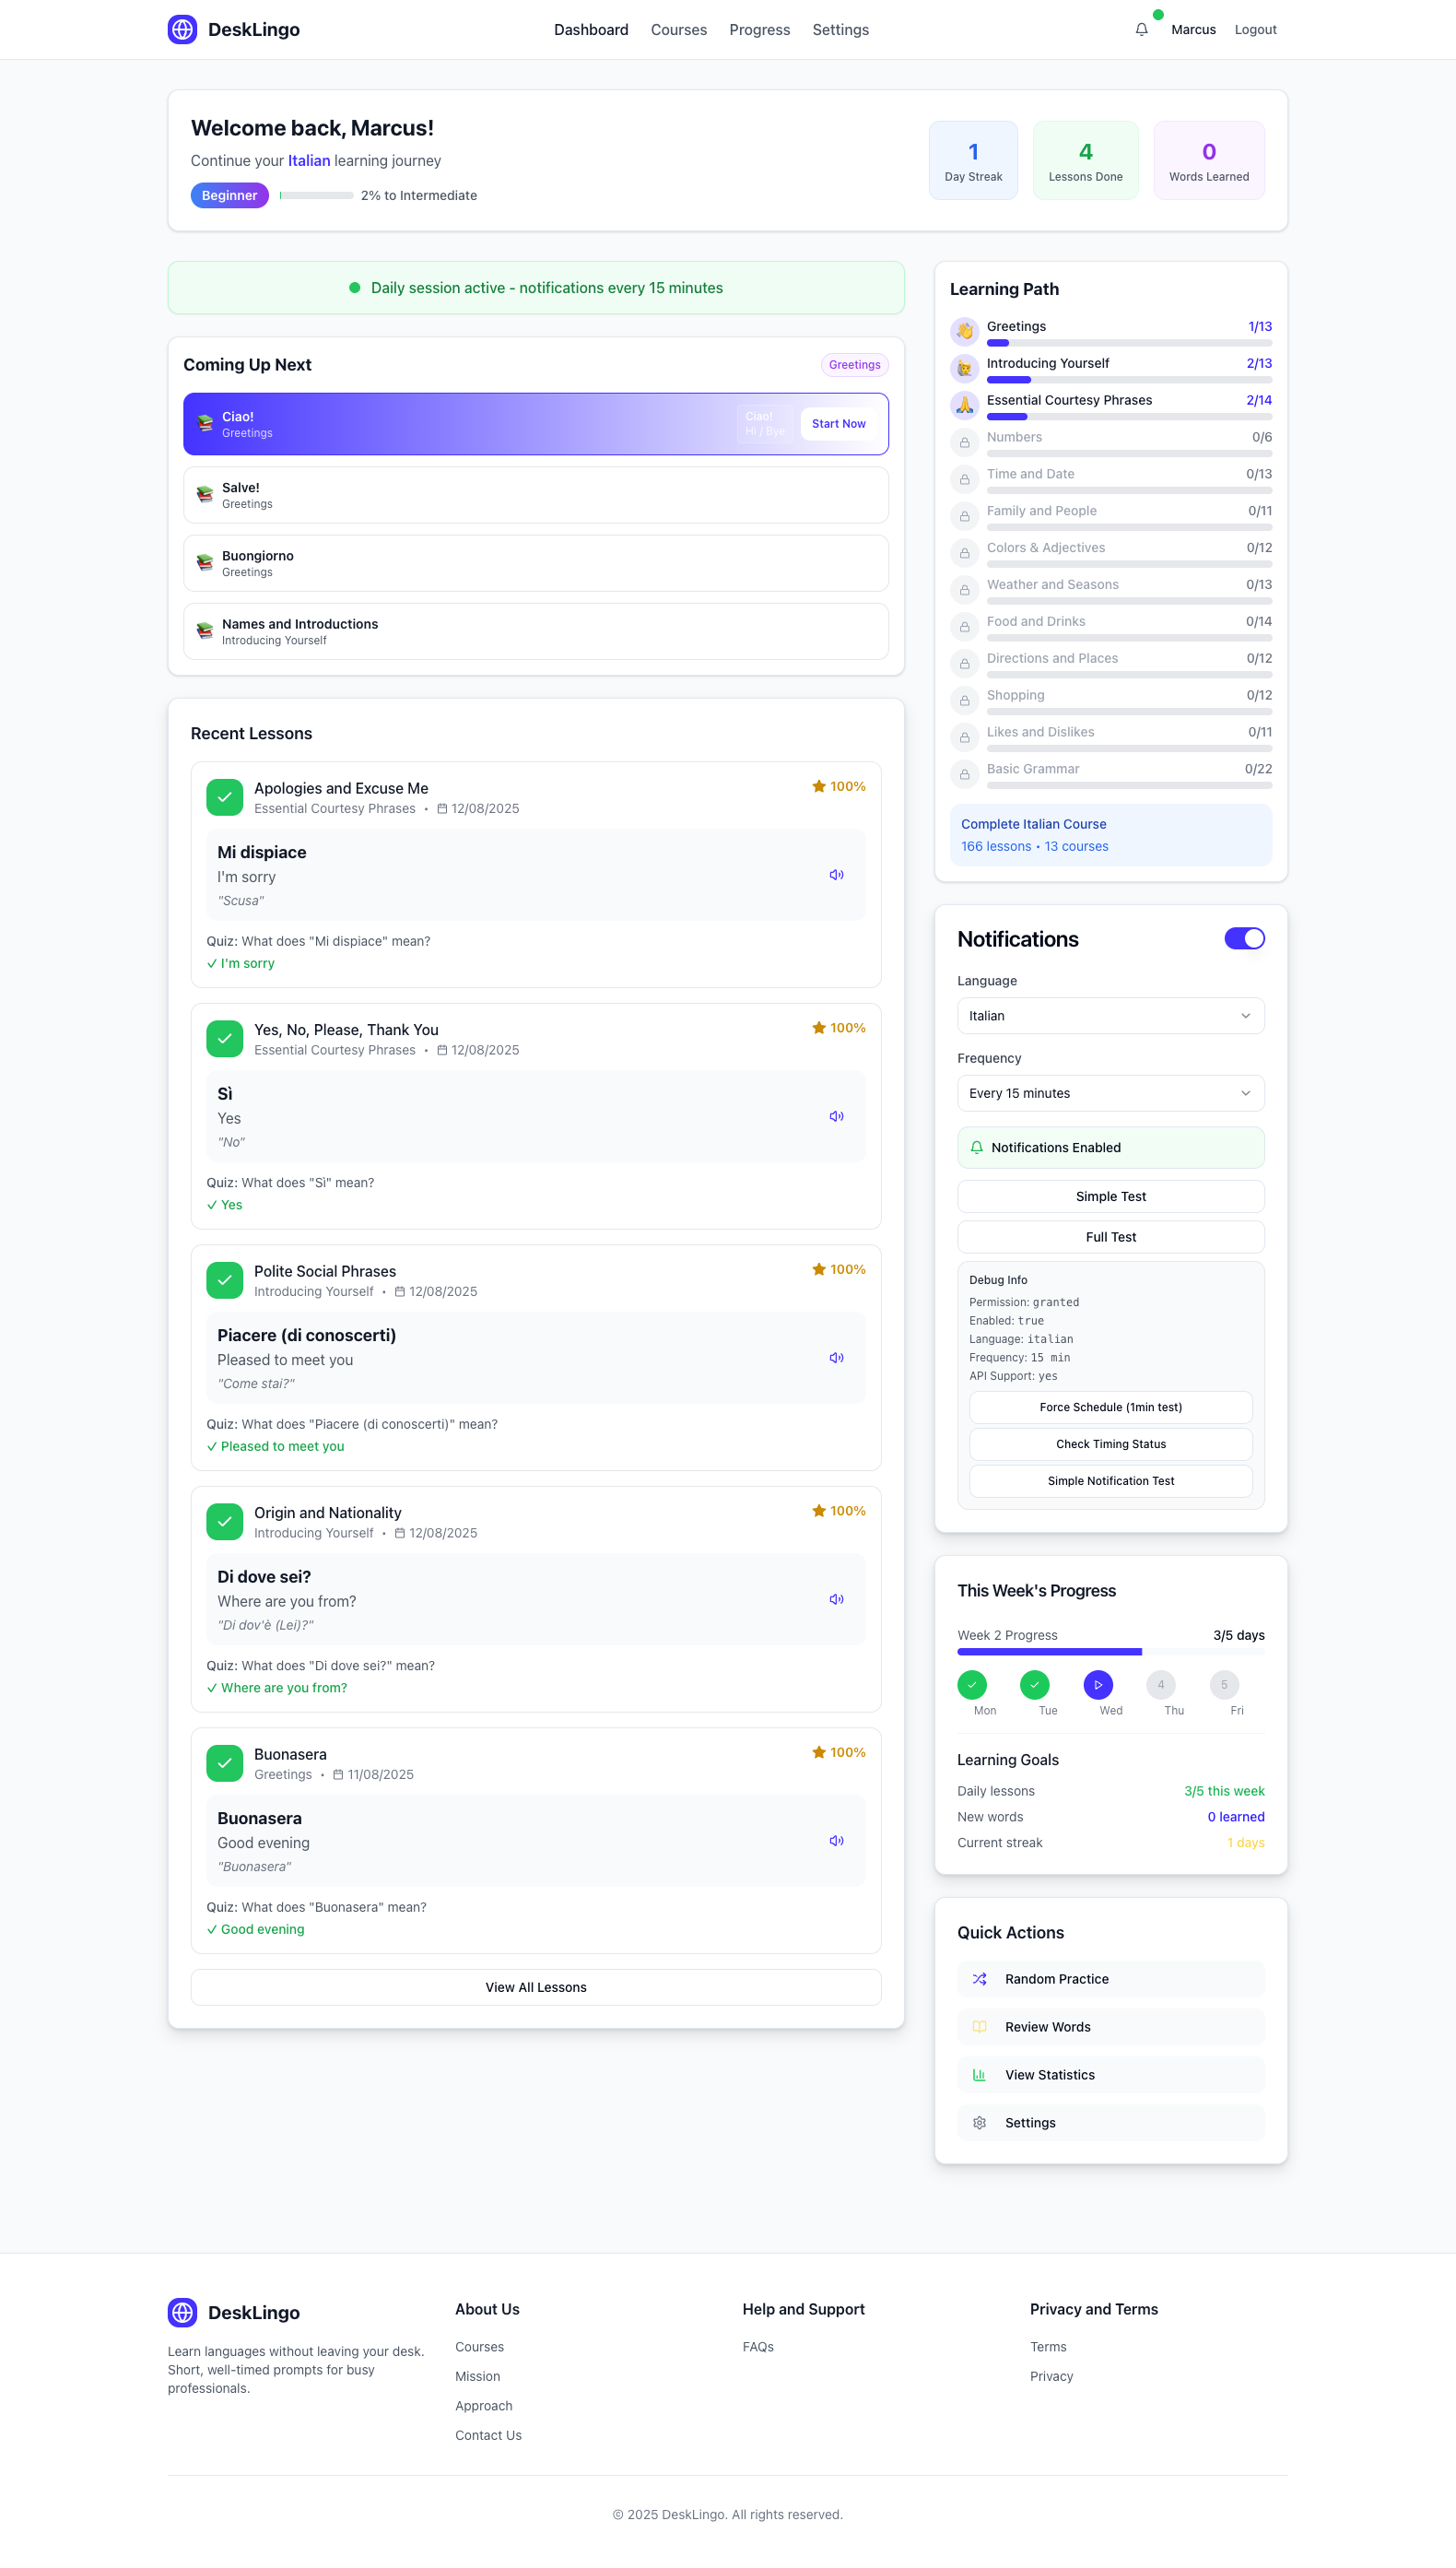 DeskLingo
Dashboard
Courses
Progress
Settings
Marcus
Logout
Welcome back, Marcus!
Continue your Italian learning journey
Beginner
2% to Intermediate
1
Day Streak
4
Lessons Done
0
Words Learned
Daily session active - notifications every 15 minutes
Coming Up Next
Greetings
Ciao!
Greetings
Ciao!
Hi / Bye
Start Now
Salve!
Greetings
Buongiorno
Greetings
Names and Introductions
Introducing Yourself
Recent Lessons
Apologies and Excuse Me
100%
Essential Courtesy Phrases • 12/08/2025
Mi dispiace
I'm sorry
"Scusa"
Quiz: What does "Mi dispiace" mean?
✓ I'm sorry
Yes, No, Please, Thank You
100%
Essential Courtesy Phrases • 12/08/2025
Sì
Yes
"No"
Quiz: What does "Sì" mean?
✓ Yes
Polite Social Phrases
100%
Introducing Yourself • 12/08/2025
Piacere (di conoscerti)
Pleased to meet you
"Come stai?"
Quiz: What does "Piacere (di conoscerti)" mean?
✓ Pleased to meet you
Origin and Nationality
100%
Introducing Yourself • 12/08/2025
Di dove sei?
Where are you from?
"Di dov'è (Lei)?"
Quiz: What does "Di dove sei?" mean?
✓ Where are you from?
Buonasera
100%
Greetings • 11/08/2025
Buonasera
Good evening
"Buonasera"
Quiz: What does "Buonasera" mean?
✓ Good evening
View All Lessons
Learning Path
Greetings 1/13
Introducing Yourself 2/13
Essential Courtesy Phrases 2/14
Numbers 0/6
Time and Date 0/13
Family and People 0/11
Colors & Adjectives 0/12
Weather and Seasons 0/13
Food and Drinks 0/14
Directions and Places 0/12
Shopping 0/12
Likes and Dislikes 0/11
Basic Grammar 0/22
Complete Italian Course
166 lessons • 13 courses
Notifications
Language
Italian
Frequency
Every 15 minutes
Notifications Enabled
Simple Test
Full Test
Debug Info
Permission: granted
Enabled: true
Language: italian
Frequency: 15 min
API Support: yes
Force Schedule (1min test)
Check Timing Status
Simple Notification Test
This Week's Progress
Week 2 Progress 3/5 days
4 5
Mon Tue Wed Thu Fri
Learning Goals
Daily lessons 3/5 this week
New words 0 learned
Current streak 1 days
Quick Actions
Random Practice
Review Words
View Statistics
Settings
DeskLingo
Learn languages without leaving your desk.
Short, well-timed prompts for busy
professionals.
About Us
Courses
Mission
Approach
Contact Us
Help and Support
FAQs
Privacy and Terms
Terms
Privacy
© 2025 DeskLingo. All rights reserved.